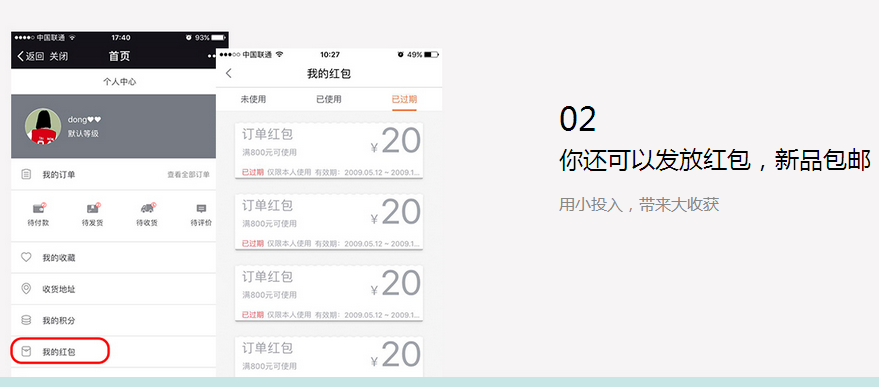 中国联通 17:40 93%
返回 关闭 首页
个人中心
dong
默认等级
我的订单 查看全部订单
待付款 待发货 待收货 待评价
我的收藏
收货地址
我的积分
我的红包
中国联通 10:27 49%
我的红包
未使用 已使用 已过期
订单红包 ¥20
满800元可使用
已过期 仅限本人使用 有效期：2009.05.12 ~ 2009.1...
订单红包 ¥20
满800元可使用
已过期 仅限本人使用 有效期：2009.05.12 ~ 2009.1...
订单红包 ¥20
满800元可使用
已过期 仅限本人使用 有效期：2009.05.12 ~ 2009.1...
订单红包 ¥20
满800元可使用
02
你还可以发放红包，新品包邮
用小投入，带来大收获